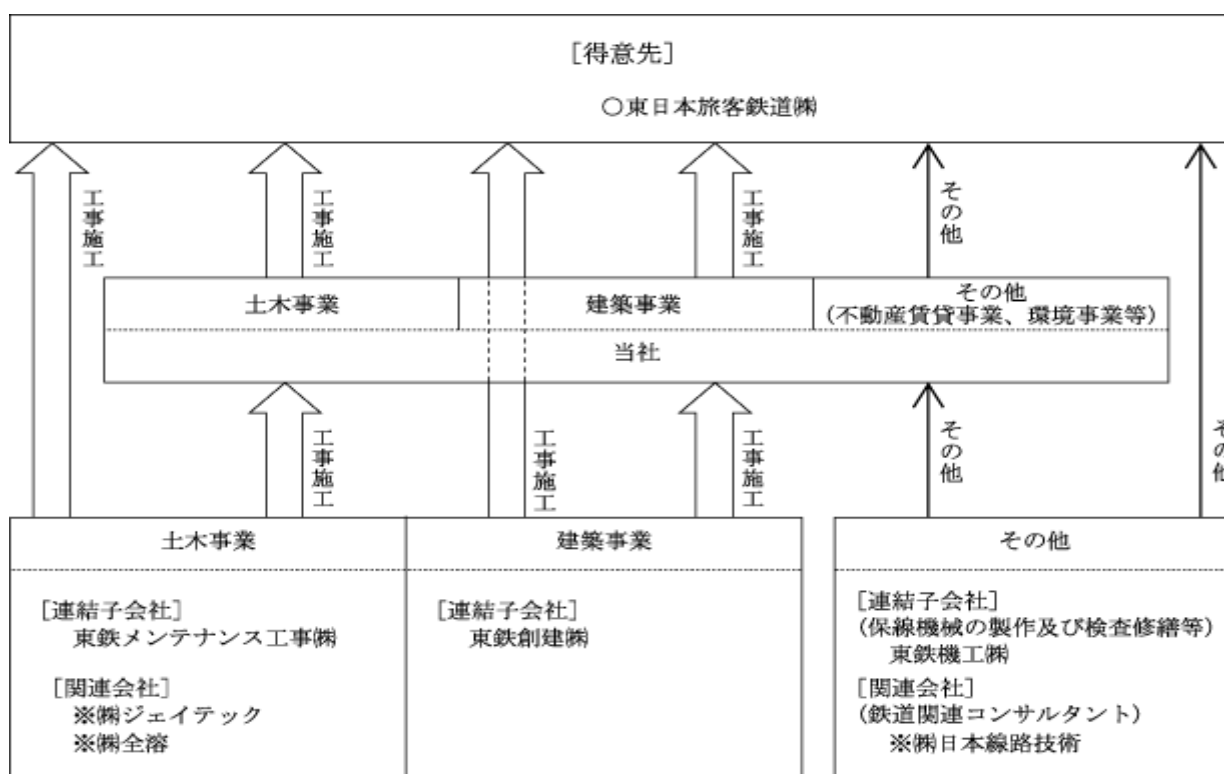 [得意先]
○東日本旅客鉄道㈱
工事施工
工事施工
工事施工
その他
土木事業
建築事業
その他
(不動産賃貸事業、環境事業等)
当社
工事施工
工事施工
工事施工
その他
その他
土木事業
建築事業
その他
[連結子会社]
東鉄メンテナンス工事㈱
[関連会社]
※㈱ジェイテック
※㈱全溶
[連結子会社]
東鉄創建㈱
[連結子会社]
(保線機械の製作及び検査修繕等)
東鉄機工㈱
[関連会社]
(鉄道関連コンサルタント)
※㈱日本線路技術